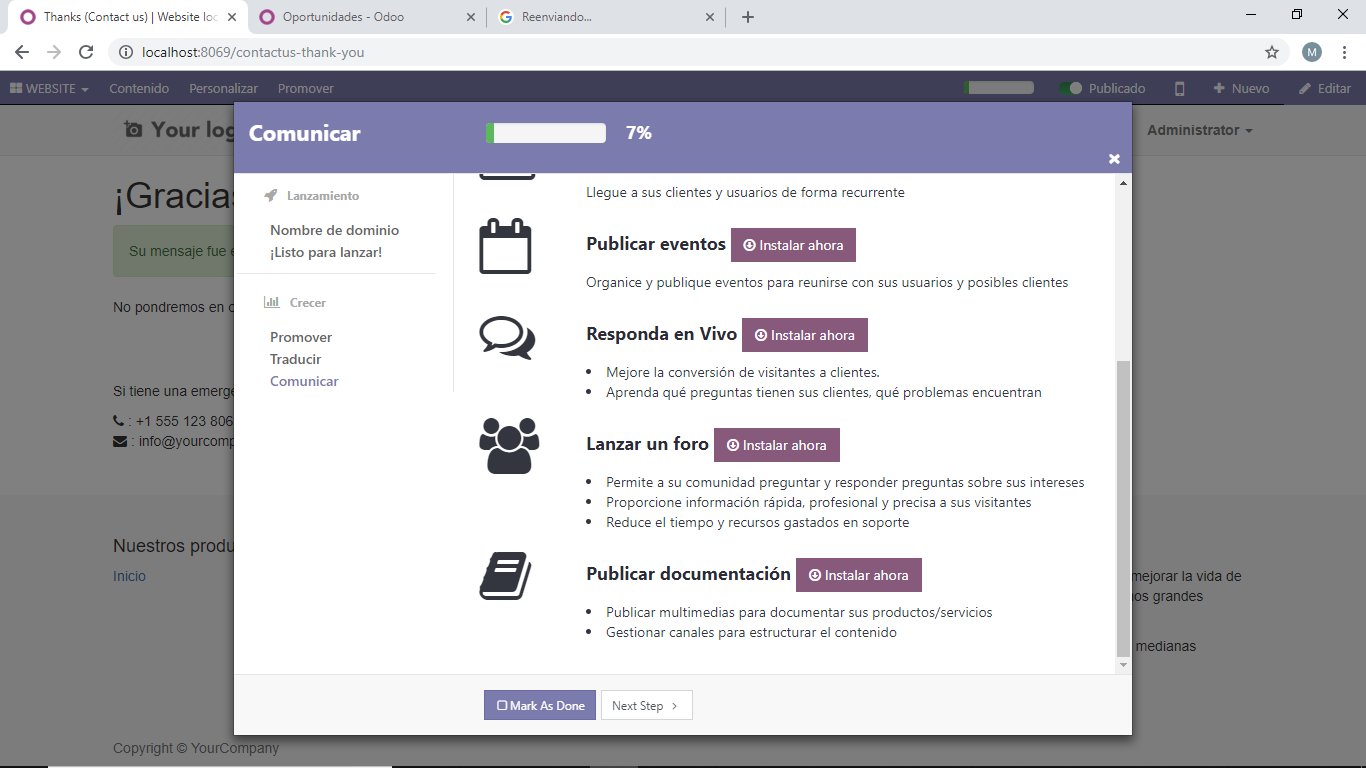 Thanks (Contact us) | Website loc
Oportunidades - Odoo
Reenviando...
localhost:8069/contactus-thank-you
M
WEBSITE
Contenido
Personalizar
Promover
Publicado
Nuevo
Editar
Your log
Administrator
Comunicar
7%
¡Gracias
Su mensaje fue e
No pondremos en c
Si tiene una emerge
: +1 555 123 806
: info@yourcomp
Nuestros produ
Inicio
mejorar la vida de
os grandes
medianas
Copyright © YourCompany
Lanzamiento
Nombre de dominio
¡Listo para lanzar!
Crecer
Promover
Traducir
Comunicar
Llegue a sus clientes y usuarios de forma recurrente
Publicar eventos Instalar ahora
Organice y publique eventos para reunirse con sus usuarios y posibles clientes
Responda en Vivo Instalar ahora
• Mejore la conversión de visitantes a clientes.
• Aprenda qué preguntas tienen sus clientes, qué problemas encuentran
Lanzar un foro Instalar ahora
• Permite a su comunidad preguntar y responder preguntas sobre sus intereses
• Proporcione información rápida, profesional y precisa a sus visitantes
• Reduce el tiempo y recursos gastados en soporte
Publicar documentación Instalar ahora
• Publicar multimedias para documentar sus productos/servicios
• Gestionar canales para estructurar el contenido
Mark As Done
Next Step